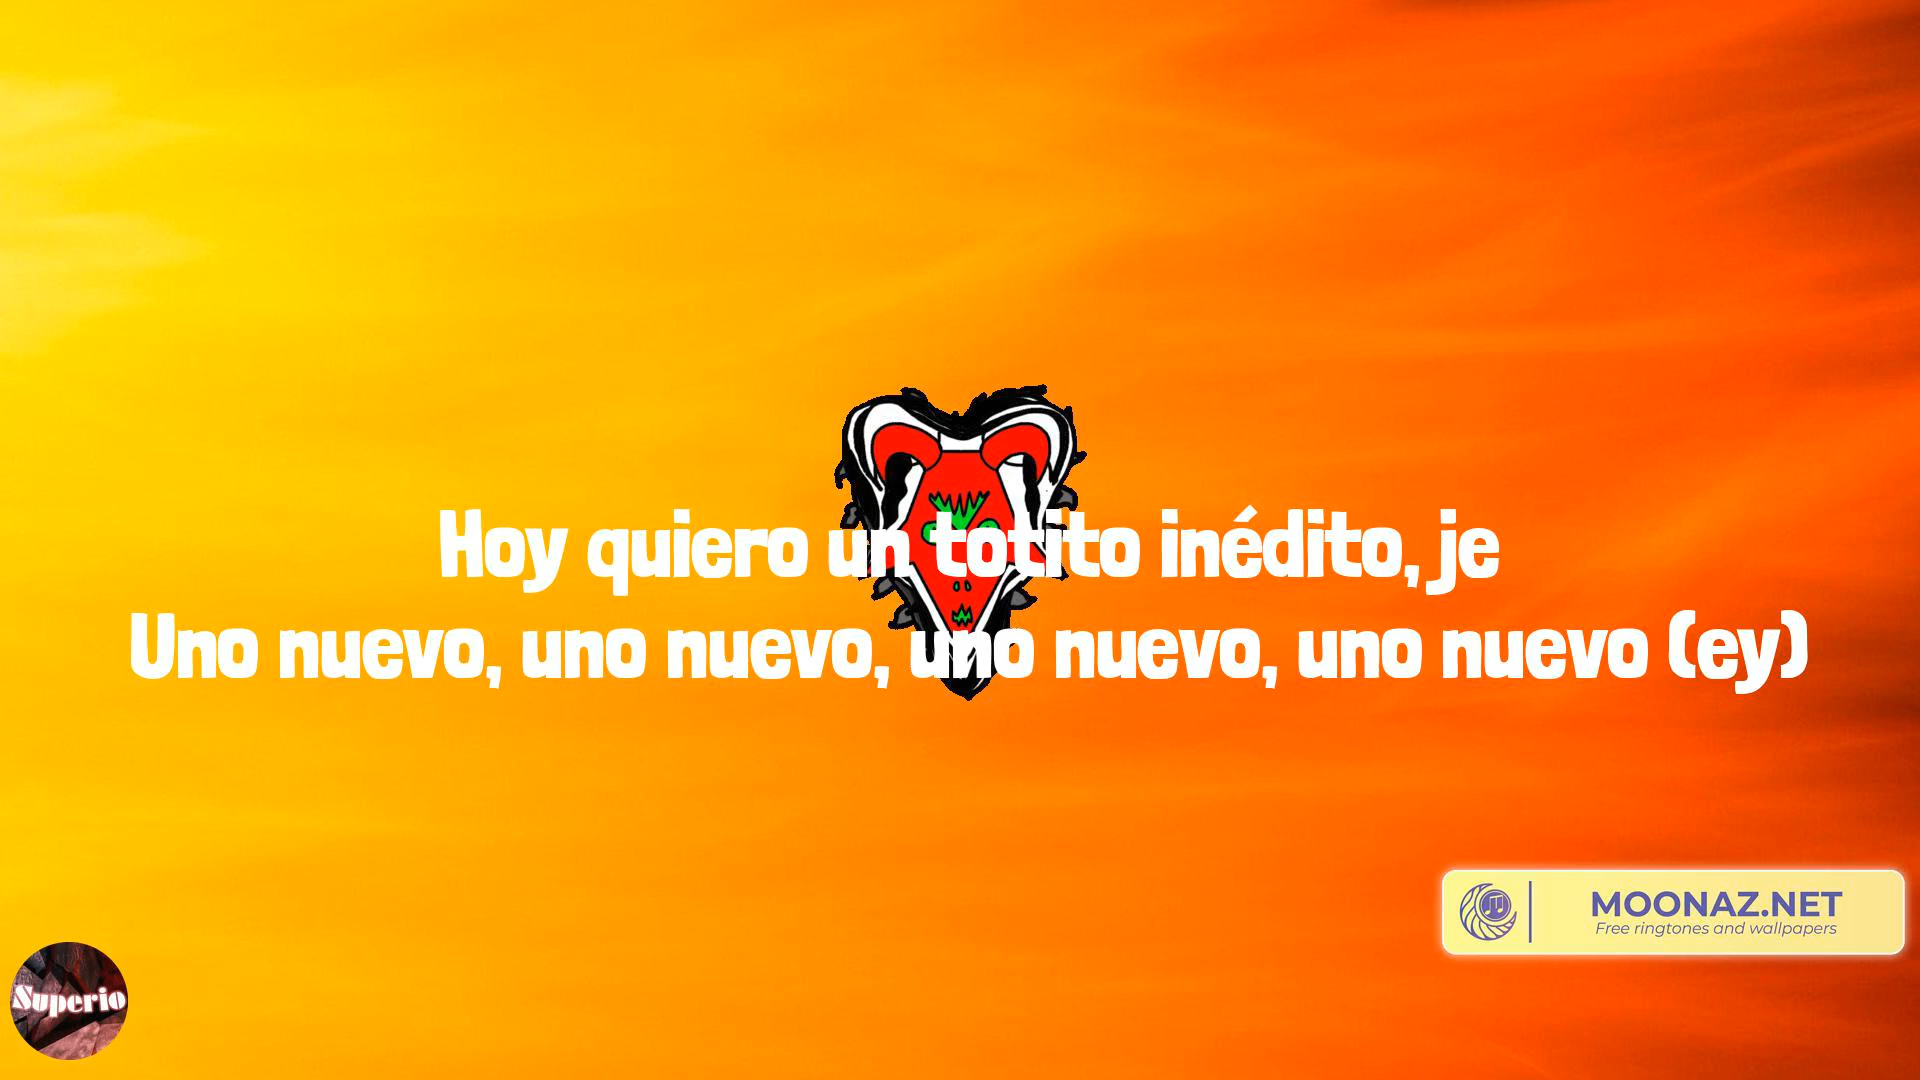 Hoy quiero un totito inédito, je
Uno nuevo, uno nuevo, uno nuevo, uno nuevo (ey)
MOONAZ.NET
Free ringtones and wallpapers
Superio